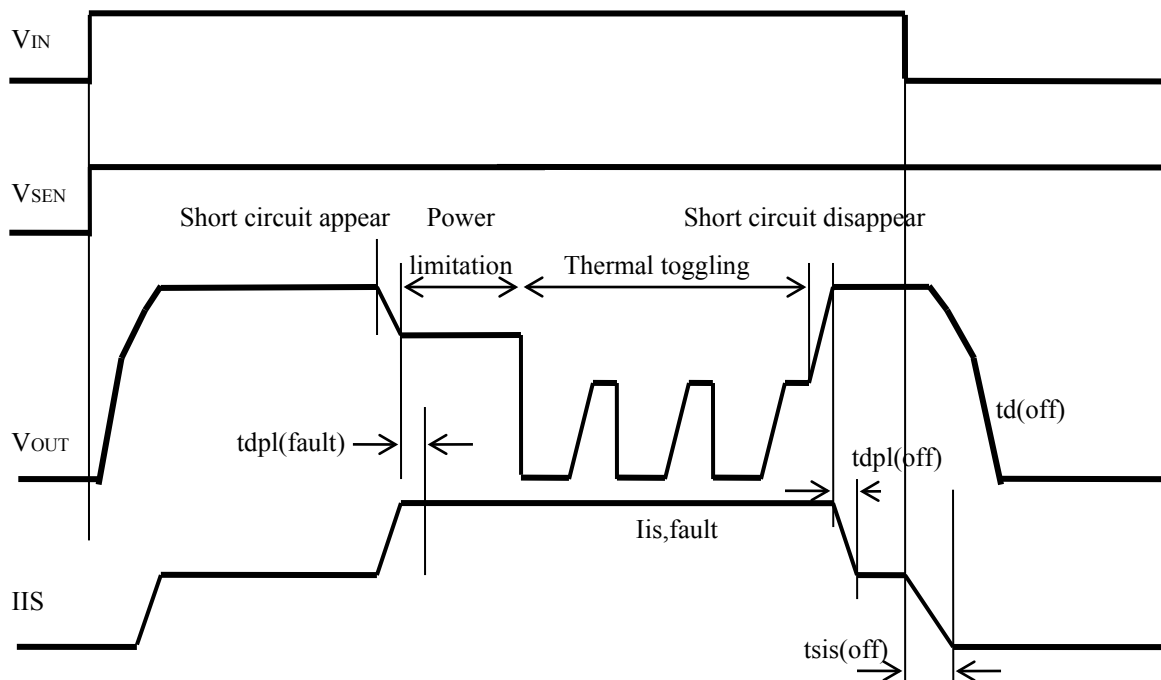 VIN
VSEN
Short circuit appear
Power
limitation
Thermal toggling
Short circuit disappear
VOUT
tdpl(fault)
tdpl(off)
td(off)
Iis,fault
IIS
tsis(off)